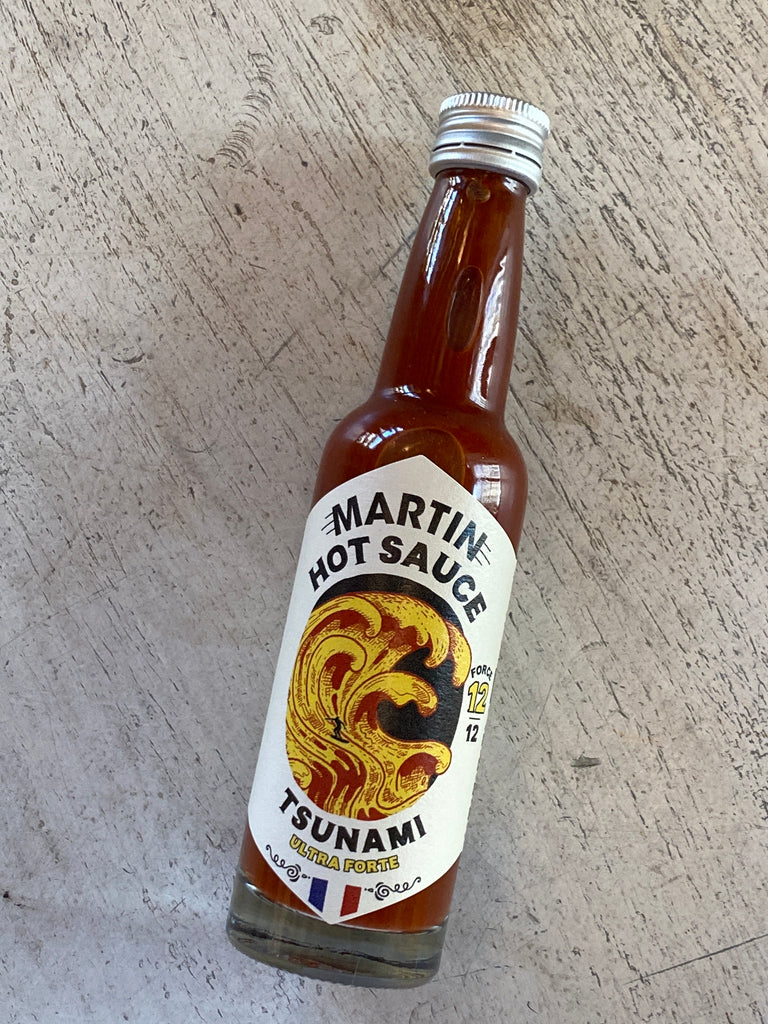 MARTIN
HOT SAUCE
FORCE
12
12
TSUNAMI
ULTRA FORTE